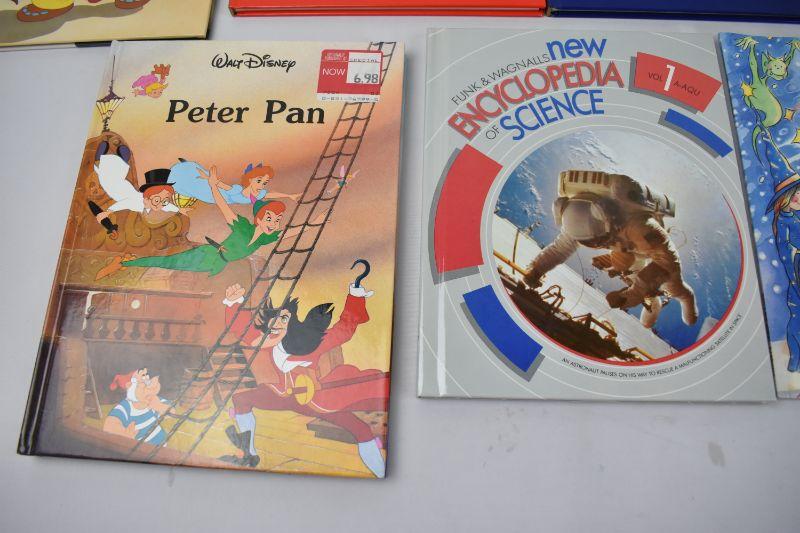 WALT DISNEY
Peter Pan
SPECIAL
NOW 6.98
FUNK & WAGNALLS new
ENCYCLOPEDIA
OF SCIENCE
VOL 1 A-AQU
AN ASTRONAUT PAUSES ON HIS WAY TO RESCUE A MALFUNCTIONING SATELLITE IN SPACE